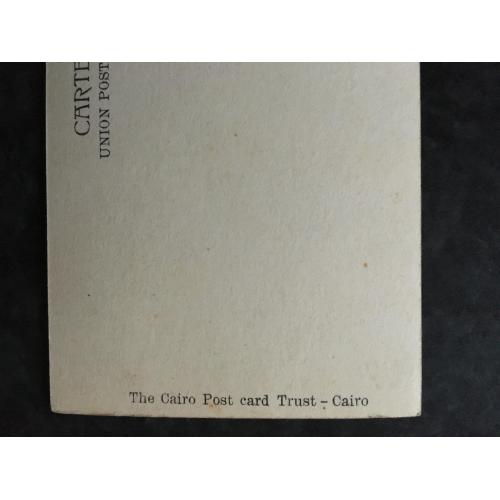 CARTE
UNION POST
The Cairo Post card Trust – Cairo